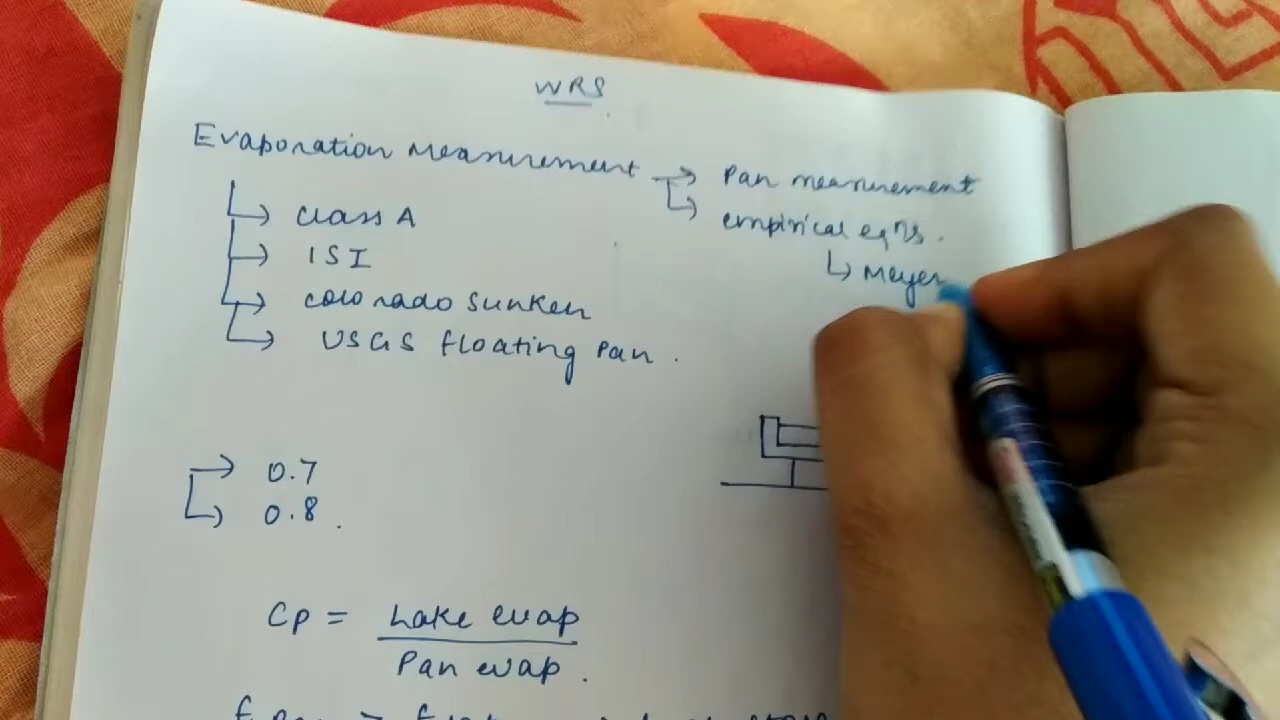 WRS
Evaporation Measurement → Pan measurement
→ empirical eqns.
↳ Meyer
→ class A
→ ISI
→ colorado sunken
→ USGS floating pan.
→ 0.7
→ 0.8.
Cp = Lake evap
Pan evap.